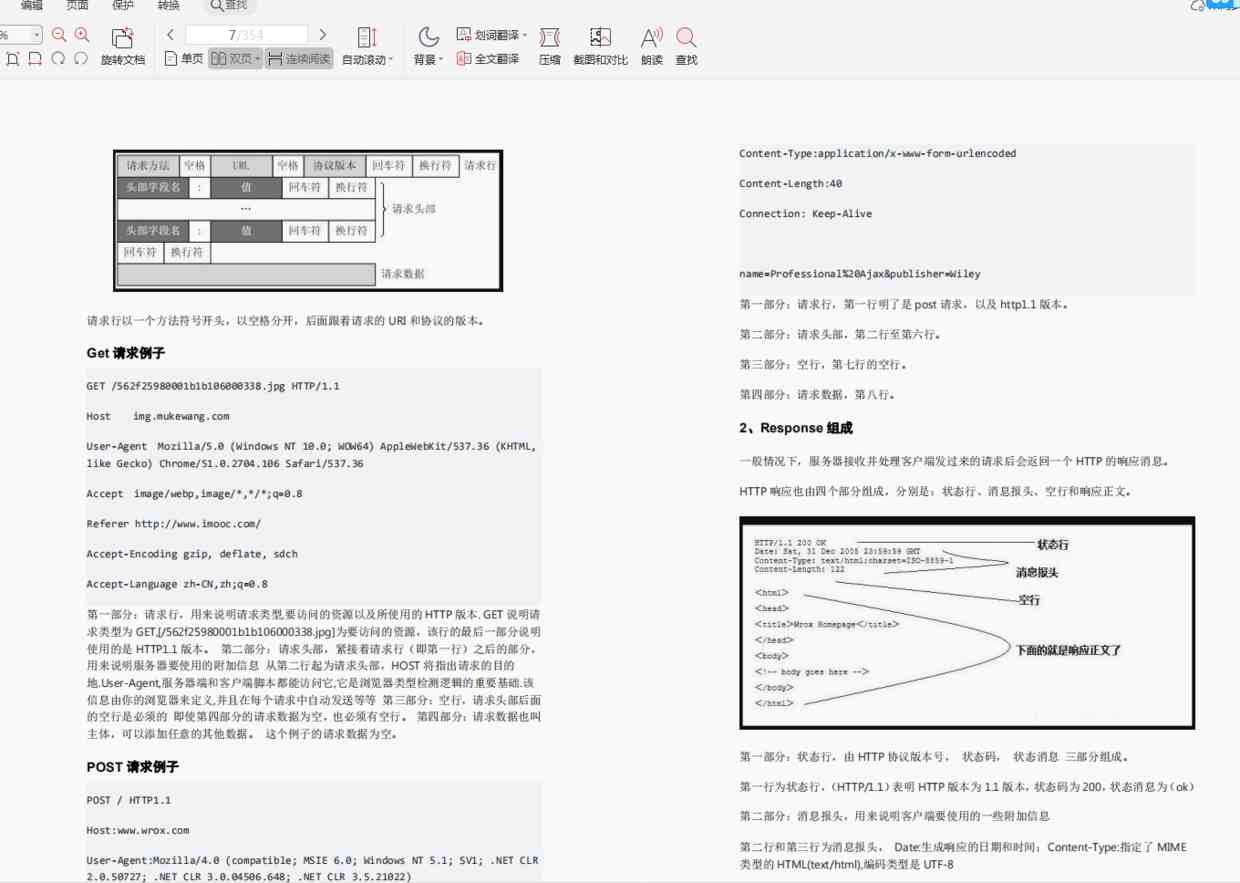 编辑 页面 保护 转换 查找
% 7/354 划词翻译
旋转文档 单页 双页 连续阅读 自动滚动 背景 全文翻译 压缩 截图和对比 朗读 查找
请求方法 空格 URL 空格 协议版本 回车符 换行符 请求行
头部字段名 : 值 回车符 换行符
… 请求头部
头部字段名 : 值 回车符 换行符
回车符 换行符
请求数据
请求行以一个方法符号开头，以空格分开，后面跟着请求的 URI 和协议的版本。
Get 请求例子
GET /562f25980001b1b106000338.jpg HTTP/1.1
Host img.mukewang.com
User-Agent Mozilla/5.0 (Windows NT 10.0; WOW64) AppleWebKit/537.36 (KHTML,
like Gecko) Chrome/51.0.2704.106 Safari/537.36
Accept image/webp,image/*,*/*;q=0.8
Referer http://www.imooc.com/
Accept-Encoding gzip, deflate, sdch
Accept-Language zh-CN,zh;q=0.8
第一部分：请求行，用来说明请求类型,要访问的资源以及所使用的 HTTP 版本. GET 说明请
求类型为 GET,[/562f25980001b1b106000338.jpg]为要访问的资源，该行的最后一部分说明
使用的是 HTTP1.1 版本。 第二部分：请求头部，紧接着请求行（即第一行）之后的部分，
用来说明服务器要使用的附加信息 从第二行起为请求头部，HOST 将指出请求的目的
地.User-Agent,服务器端和客户端脚本都能访问它,它是浏览器类型检测逻辑的重要基础.该
信息由你的浏览器来定义,并且在每个请求中自动发送等等 第三部分：空行，请求头部后面
的空行是必须的 即使第四部分的请求数据为空，也必须有空行。 第四部分：请求数据也叫
主体，可以添加任意的其他数据。 这个例子的请求数据为空。
POST 请求例子
POST / HTTP1.1
Host:www.wrox.com
User-Agent:Mozilla/4.0 (compatible; MSIE 6.0; Windows NT 5.1; SV1; .NET CLR
2.0.50727; .NET CLR 3.0.04506.648; .NET CLR 3.5.21022)
Content-Type:application/x-www-form-urlencoded
Content-Length:40
Connection: Keep-Alive
name=Professional%20Ajax&publisher=Wiley
第一部分：请求行，第一行明了是 post 请求，以及 http1.1 版本。
第二部分：请求头部，第二行至第六行。
第三部分：空行，第七行的空行。
第四部分：请求数据，第八行。
2、Response 组成
一般情况下，服务器接收并处理客户端发过来的请求后会返回一个 HTTP 的响应消息。
HTTP 响应也由四个部分组成，分别是：状态行、消息报头、空行和响应正文。
HTTP/1.1 200 OK 状态行
Date: Sat, 31 Dec 2005 23:59:59 GMT
Content-Type: text/html;charset=ISO-8859-1
Content-Length: 122 消息报头
<html> 空行
<head>
<title>Wrox Homepage</title>
</head>
<body> 下面的就是响应正文了
<!-- body goes here -->
</body>
</html>
第一部分：状态行，由 HTTP 协议版本号， 状态码， 状态消息 三部分组成。
第一行为状态行，（HTTP/1.1）表明 HTTP 版本为 1.1 版本，状态码为 200，状态消息为（ok）
第二部分：消息报头，用来说明客户端要使用的一些附加信息
第二行和第三行为消息报头， Date:生成响应的日期和时间；Content-Type:指定了 MIME
类型的 HTML(text/html),编码类型是 UTF-8